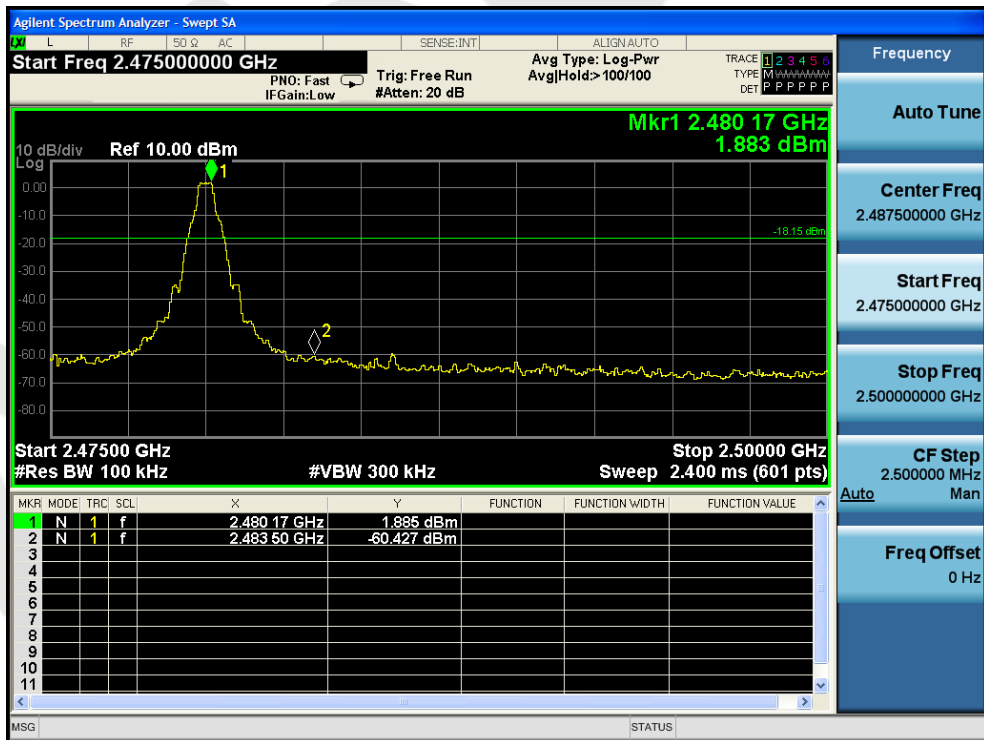 Agilent Spectrum Analyzer - Swept SA
LXI L RF 50 Ω AC SENSE:INT ALIGNAUTO
Start Freq 2.475000000 GHz
PNO: Fast
IFGain:Low
Trig: Free Run
#Atten: 20 dB
Avg Type: Log-Pwr
Avg|Hold:>100/100
TRACE 1 2 3 4 5 6
TYPE M WWWWW
DET P P P P P P
Mkr1 2.480 17 GHz
1.883 dBm
10 dB/div Ref 10.00 dBm
Log
1
0.00
-10.0
-18.15 dBm
-20.0
-30.0
-40.0
-50.0
2
-60.0
-70.0
-80.0
Start 2.47500 GHz Stop 2.50000 GHz
#Res BW 100 kHz #VBW 300 kHz Sweep 2.400 ms (601 pts)
MKR MODE TRC SCL X Y FUNCTION FUNCTION WIDTH FUNCTION VALUE
1 N 1 f 2.480 17 GHz 1.885 dBm
2 N 1 f 2.483 50 GHz -60.427 dBm
3
4
5
6
7
8
9
10
11
MSG STATUS
Frequency
Auto Tune
Center Freq
2.487500000 GHz
Start Freq
2.475000000 GHz
Stop Freq
2.500000000 GHz
CF Step
2.500000 MHz
Auto Man
Freq Offset
0 Hz